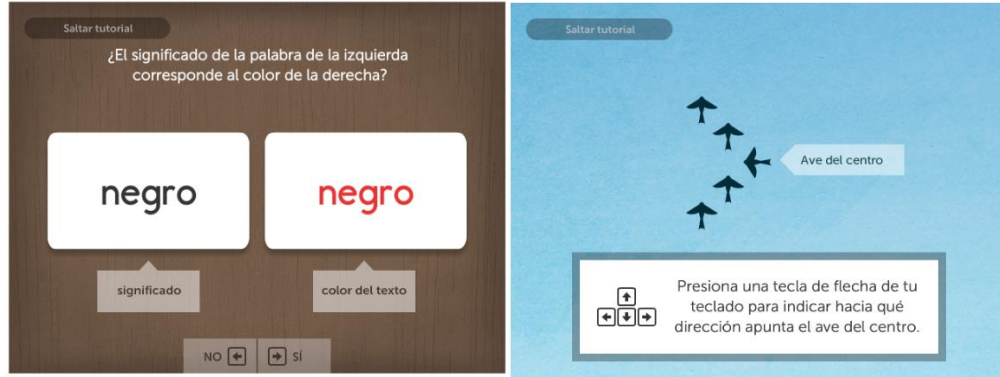 Saltar tutorial
¿El significado de la palabra de la izquierda
corresponde al color de la derecha?
negro
negro
significado
color del texto
NO
SÍ
Saltar tutorial
Ave del centro
Presiona una tecla de flecha de tu
teclado para indicar hacia qué
dirección apunta el ave del centro.